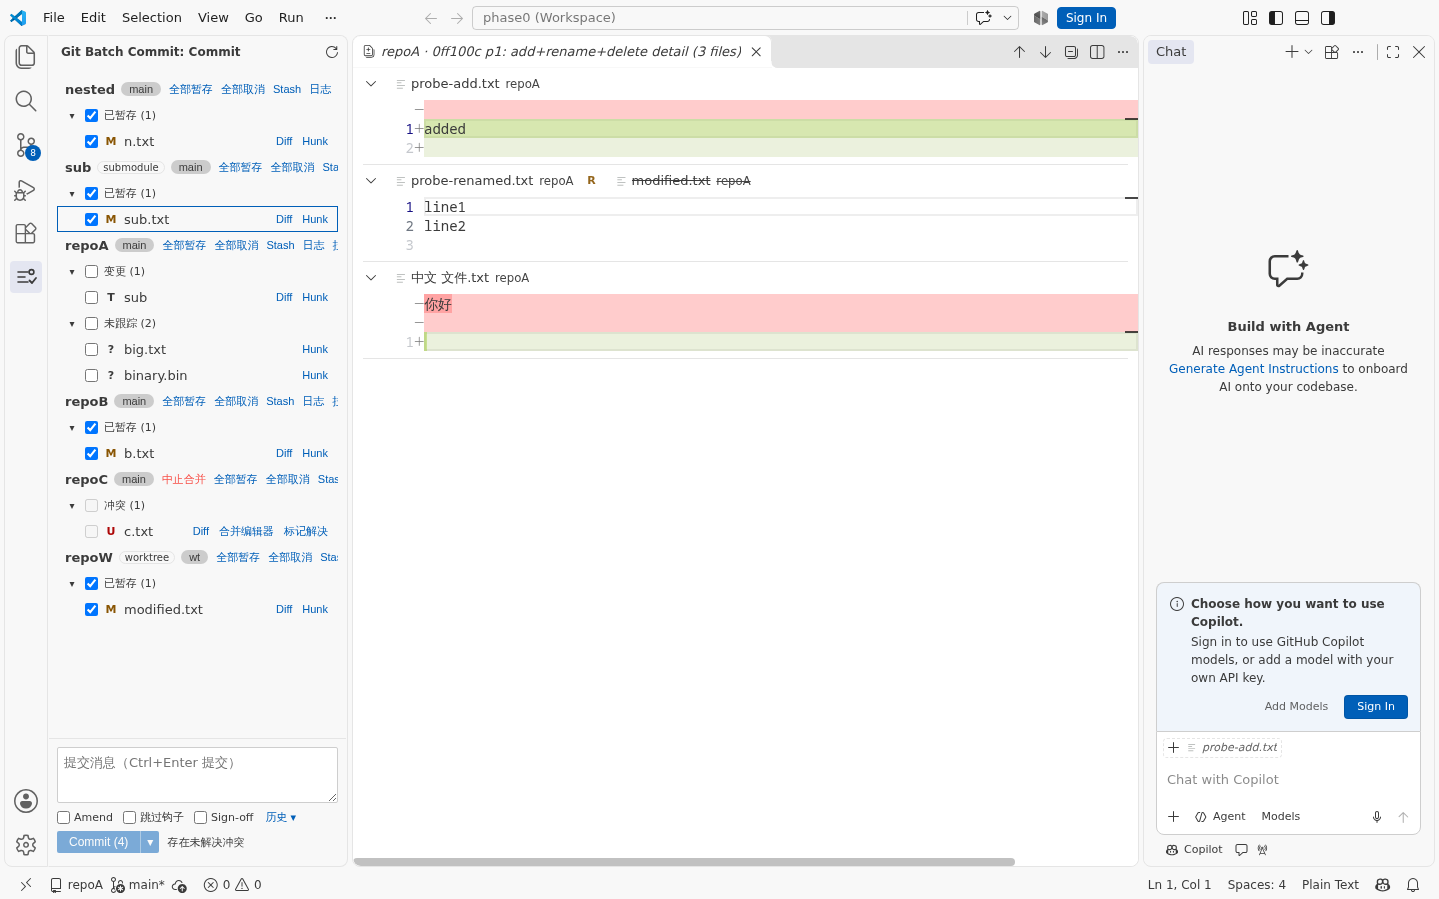 File Edit Selection View Go Run ···
phase0 (Workspace)
Sign In
Git Batch Commit: Commit
nested main 全部暂存 全部取消 Stash 日志
已暂存 (1)
M n.txt Diff Hunk
sub submodule main 全部暂存 全部取消 Sta
已暂存 (1)
M sub.txt Diff Hunk
repoA main 全部暂存 全部取消 Stash 日志
变更 (1)
T sub Diff Hunk
未跟踪 (2)
? big.txt Hunk
? binary.bin Hunk
repoB main 全部暂存 全部取消 Stash 日志
已暂存 (1)
M b.txt Diff Hunk
repoC main 中止合并 全部暂存 全部取消 Stas
冲突 (1)
U c.txt Diff 合并编辑器 标记解决
repoW worktree wt 全部暂存 全部取消 Stas
已暂存 (1)
M modified.txt Diff Hunk
提交消息（Ctrl+Enter 提交）
Amend 跳过钩子 Sign-off 历史 ▾
Commit (4) ▾ 存在未解决冲突
8
repoA · 0ff100c p1: add+rename+delete detail (3 files)
probe-add.txt repoA
−
1+ added
2+
probe-renamed.txt repoA R modified.txt repoA
1 line1
2 line2
3
中文 文件.txt repoA
− 你好
−
1+
Chat
Build with Agent
AI responses may be inaccurate
Generate Agent Instructions to onboard
AI onto your codebase.
Choose how you want to use
Copilot.
Sign in to use GitHub Copilot
models, or add a model with your
own API key.
Add Models Sign In
probe-add.txt
Chat with Copilot
Agent Models
Copilot
repoA main* 0 0
Ln 1, Col 1 Spaces: 4 Plain Text